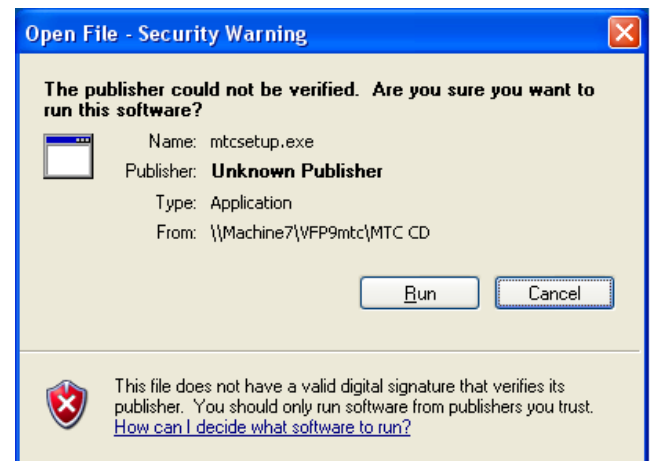 Open File - Security Warning
The publisher could not be verified.  Are you sure you want to
run this software?
Name: mtcsetup.exe
Publisher: Unknown Publisher
Type: Application
From: \\Machine7\VFP9mtc\MTC CD
Run Cancel
This file does not have a valid digital signature that verifies its
publisher.  You should only run software from publishers you trust.
How can I decide what software to run?